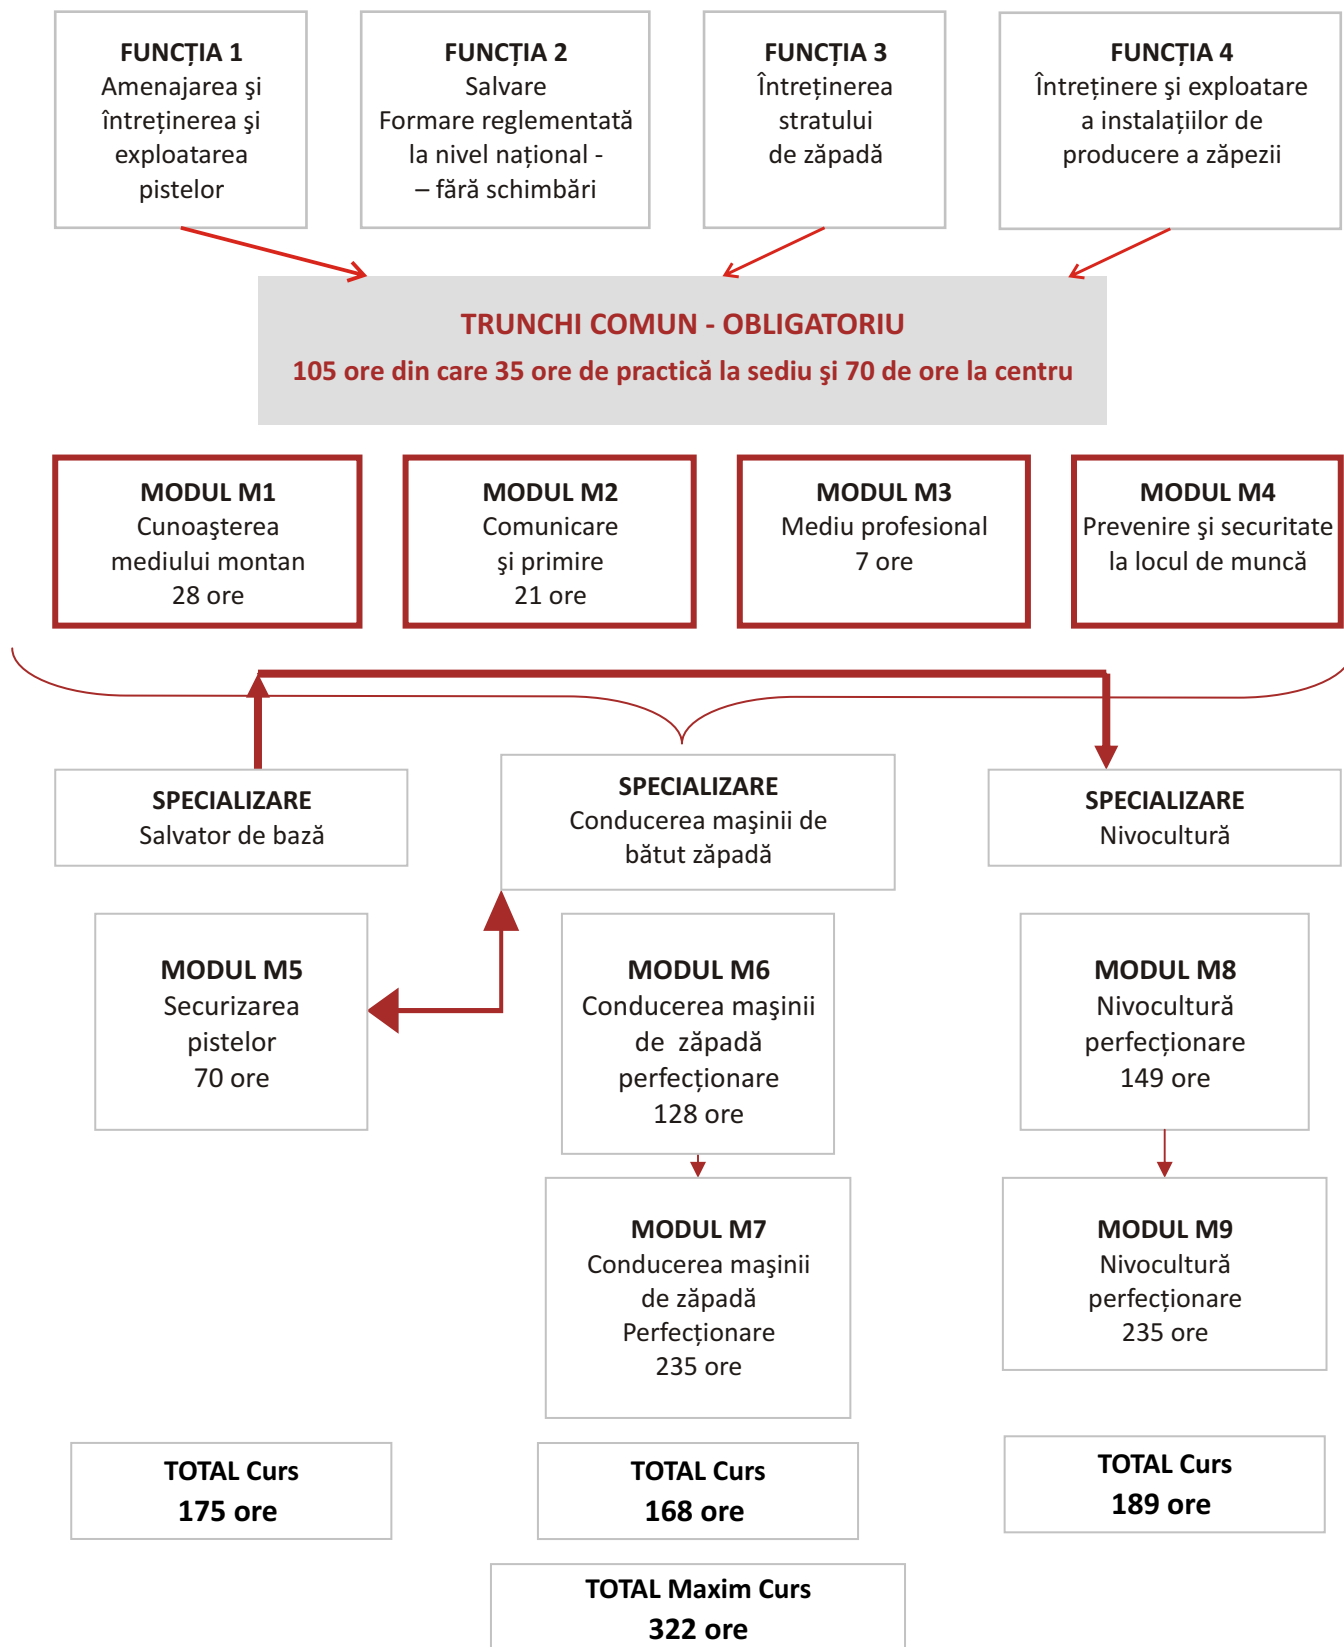 FUNCȚIA 1
Amenajarea şi
întreținerea şi
exploatarea
pistelor
FUNCȚIA 2
Salvare
Formare reglementată
la nivel național -
– fără schimbări
FUNCȚIA 3
Întreținerea
stratului
de zăpadă
FUNCȚIA 4
Întreținere şi exploatare
a instalațiilor de
producere a zăpezii
TRUNCHI COMUN - OBLIGATORIU
105 ore din care 35 ore de practică la sediu şi 70 de ore la centru
MODUL M1
Cunoaşterea
mediului montan
28 ore
MODUL M2
Comunicare
şi primire
21 ore
MODUL M3
Mediu profesional
7 ore
MODUL M4
Prevenire şi securitate
la locul de muncă
SPECIALIZARE
Salvator de bază
SPECIALIZARE
Conducerea maşinii de
bătut zăpadă
SPECIALIZARE
Nivocultură
MODUL M5
Securizarea
pistelor
70 ore
MODUL M6
Conducerea maşinii
de zăpadă
perfecționare
128 ore
MODUL M8
Nivocultură
perfecționare
149 ore
MODUL M7
Conducerea maşinii
de zăpadă
Perfecționare
235 ore
MODUL M9
Nivocultură
perfecționare
235 ore
TOTAL Curs
175 ore
TOTAL Curs
168 ore
TOTAL Curs
189 ore
TOTAL Maxim Curs
322 ore